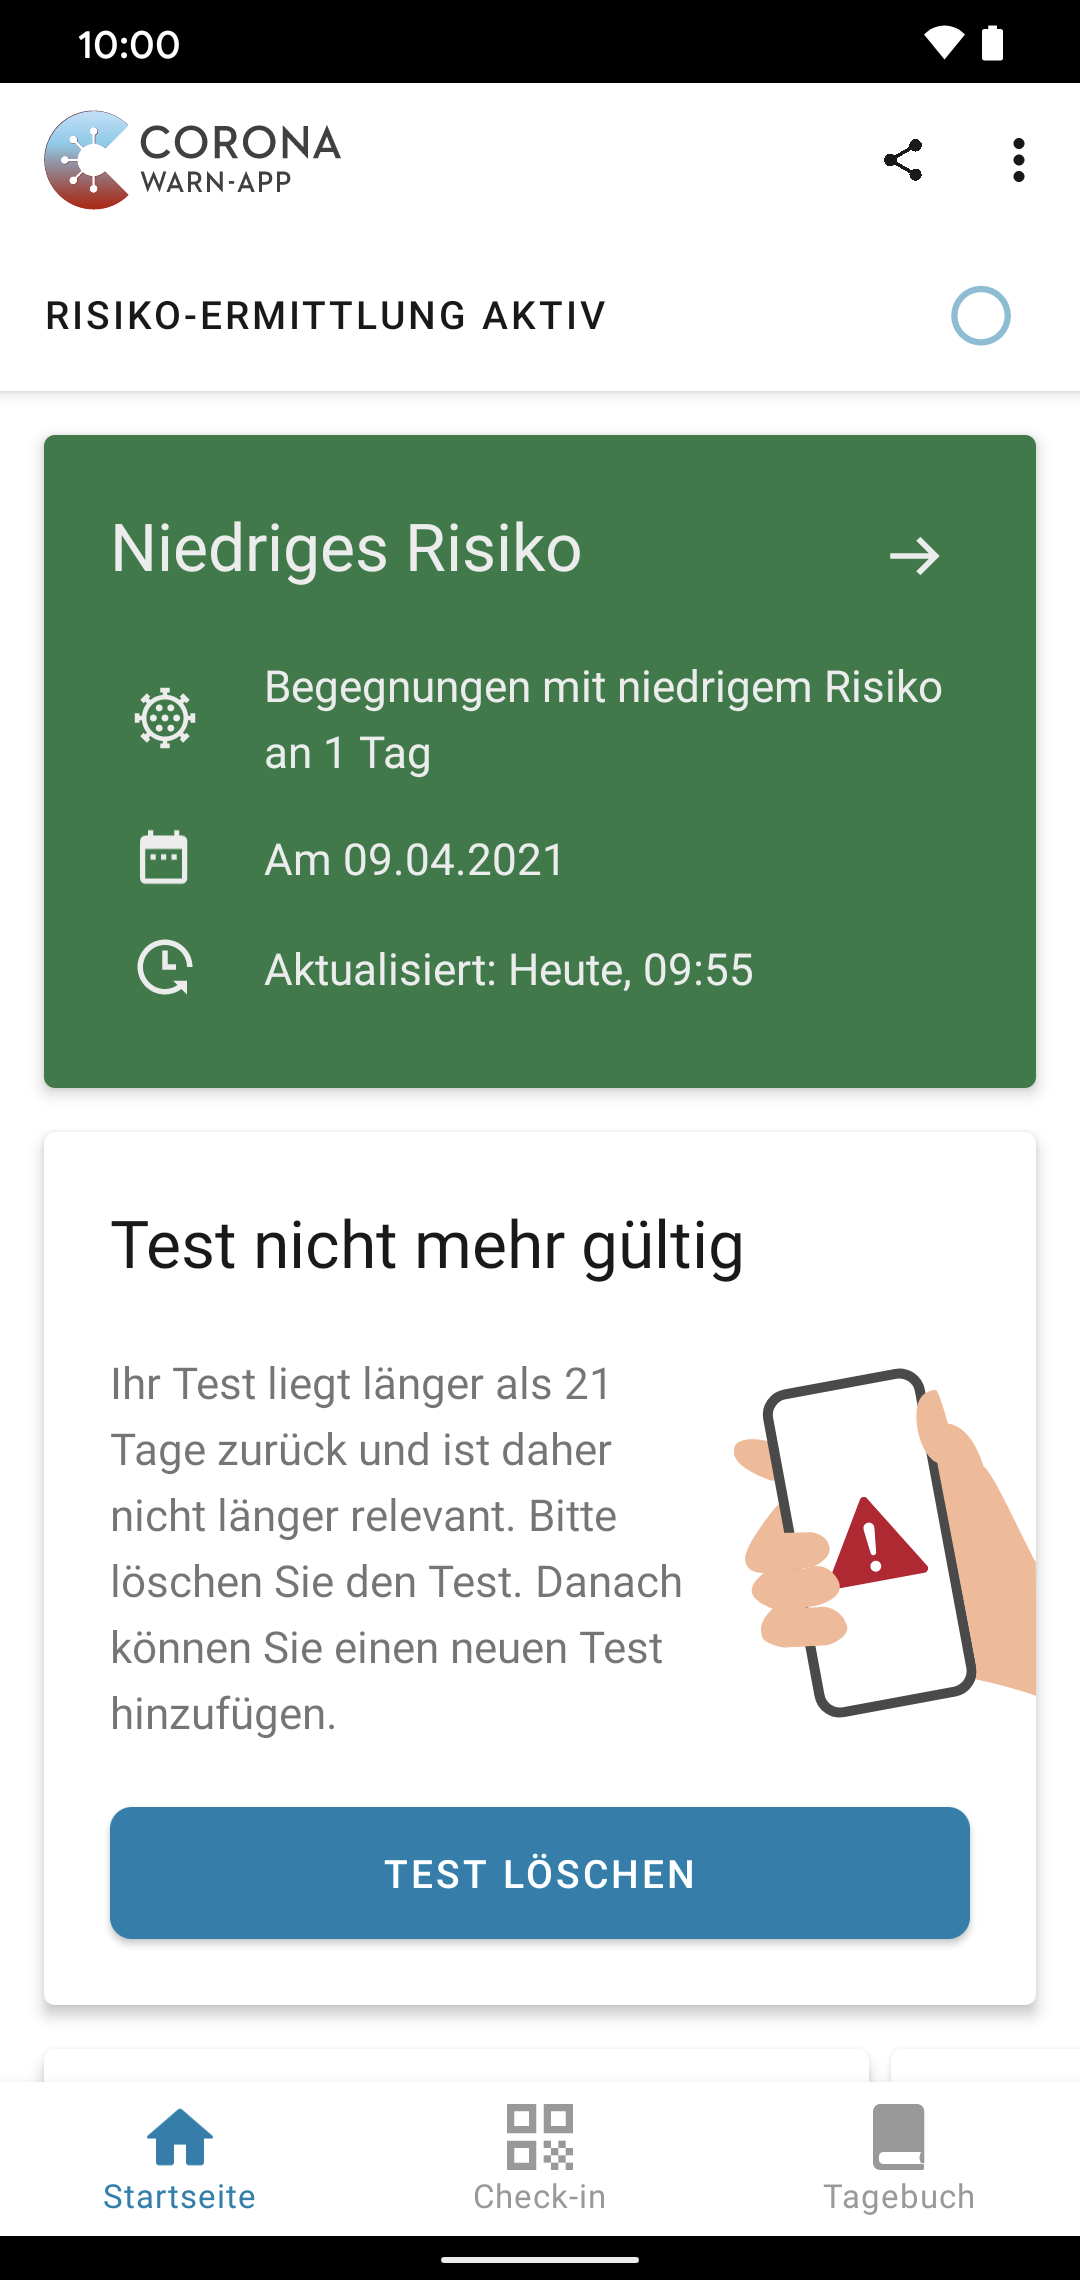 10:00
CORONA
WARN-APP
RISIKO-ERMITTLUNG AKTIV
Niedriges Risiko
Begegnungen mit niedrigem Risiko
an 1 Tag
Am 09.04.2021
Aktualisiert: Heute, 09:55
Test nicht mehr gültig
Ihr Test liegt länger als 21
Tage zurück und ist daher
nicht länger relevant. Bitte
löschen Sie den Test. Danach
können Sie einen neuen Test
hinzufügen.
TEST LÖSCHEN
Startseite
Check-in
Tagebuch